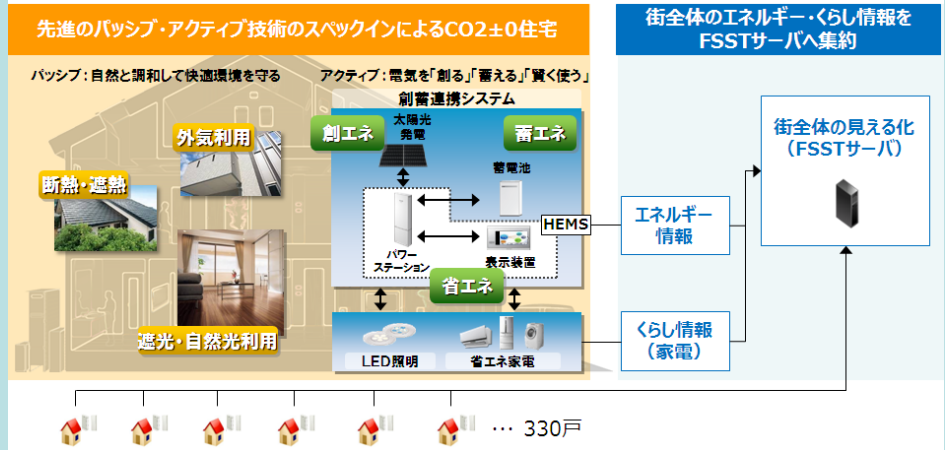 先進のパッシブ・アクティブ技術のスペックインによるCO2±0住宅
街全体のエネルギー・くらし情報を
FSSTサーバへ集約
パッシブ：自然と調和して快適環境を守る
アクティブ：電気を「創る」「蓄える」「賢く使う」
創蓄連携システム
創エネ
太陽光
発電
蓄エネ
外気利用
断熱・遮熱
遮光・自然光利用
蓄電池
HEMS
パワー
ステーション
表示装置
省エネ
LED照明
省エネ家電
エネルギー
情報
くらし情報
（家電）
街全体の見える化
（FSSTサーバ）
… 330戸